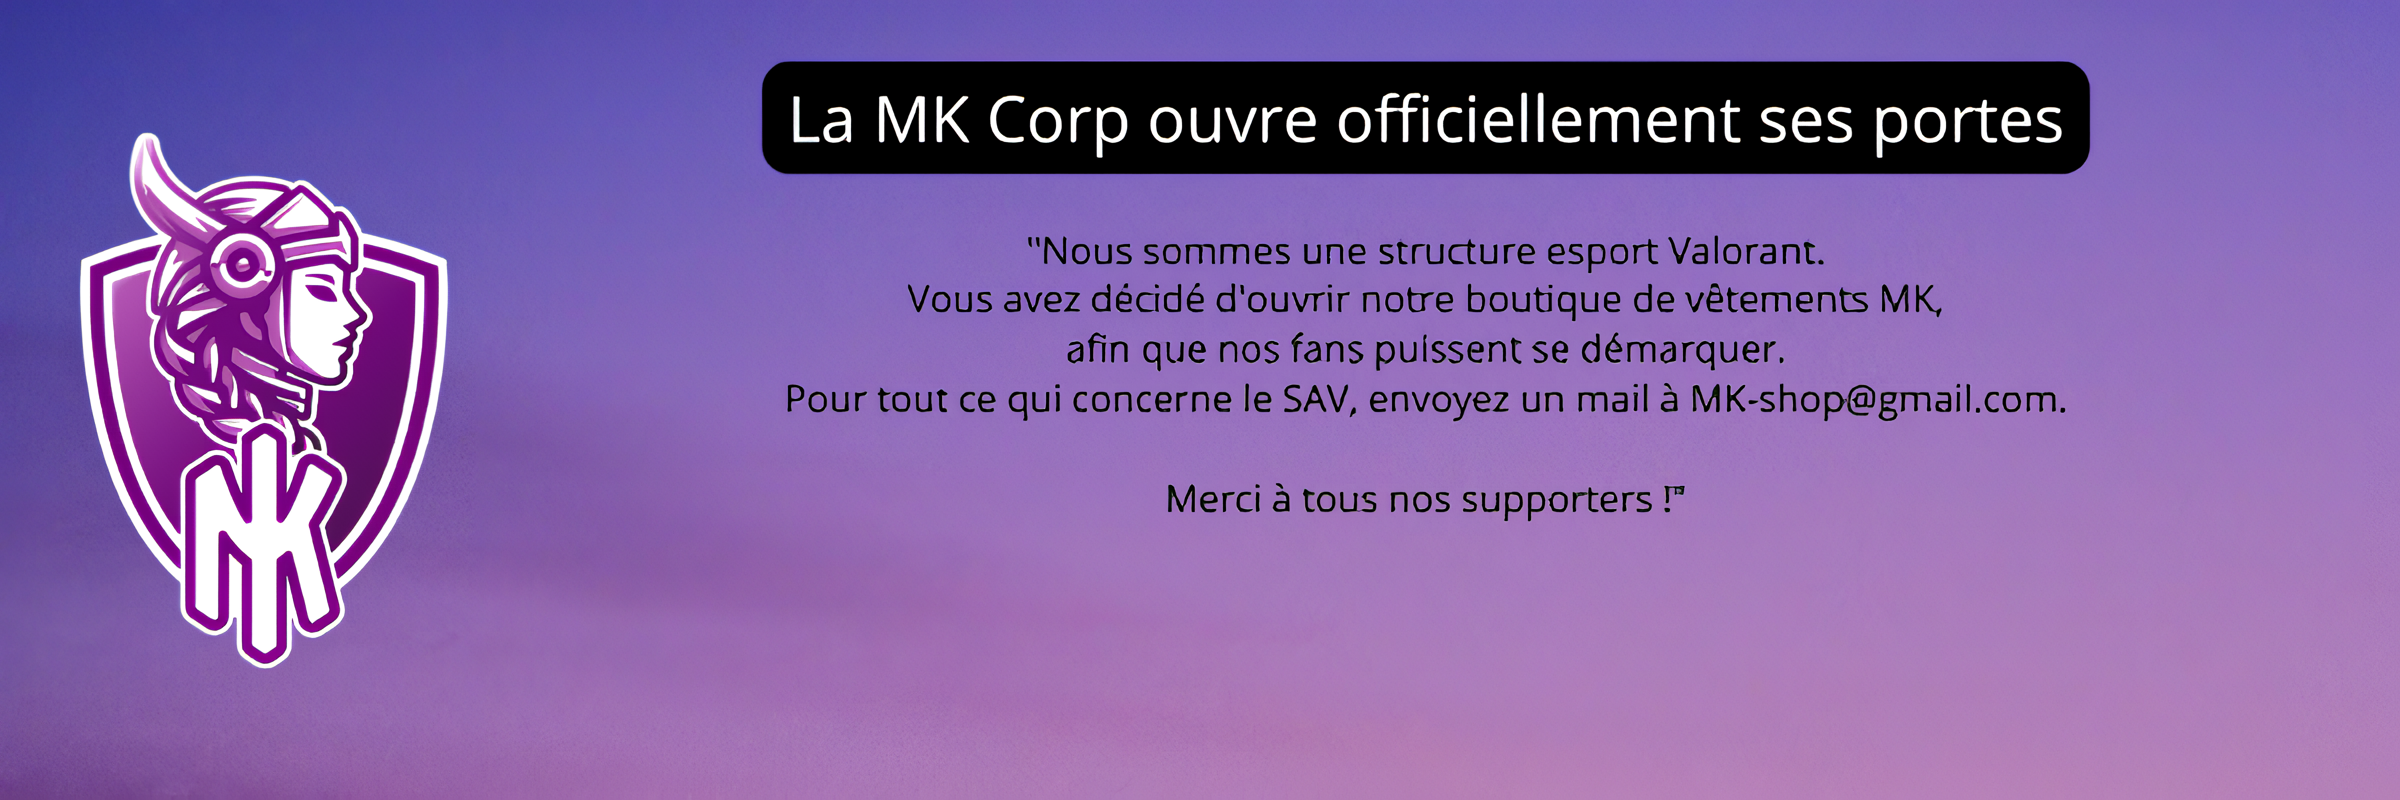 La MK Corp ouvre officiellement ses portes
"Nous sommes une structure esport Valorant.
Vous avez décidé d'ouvrir notre boutique de vêtements MK,
afin que nos fans puissent se démarquer.
Pour tout ce qui concerne le SAV, envoyez un mail à MK-shop@gmail.com.
Merci à tous nos supporters !"
MK